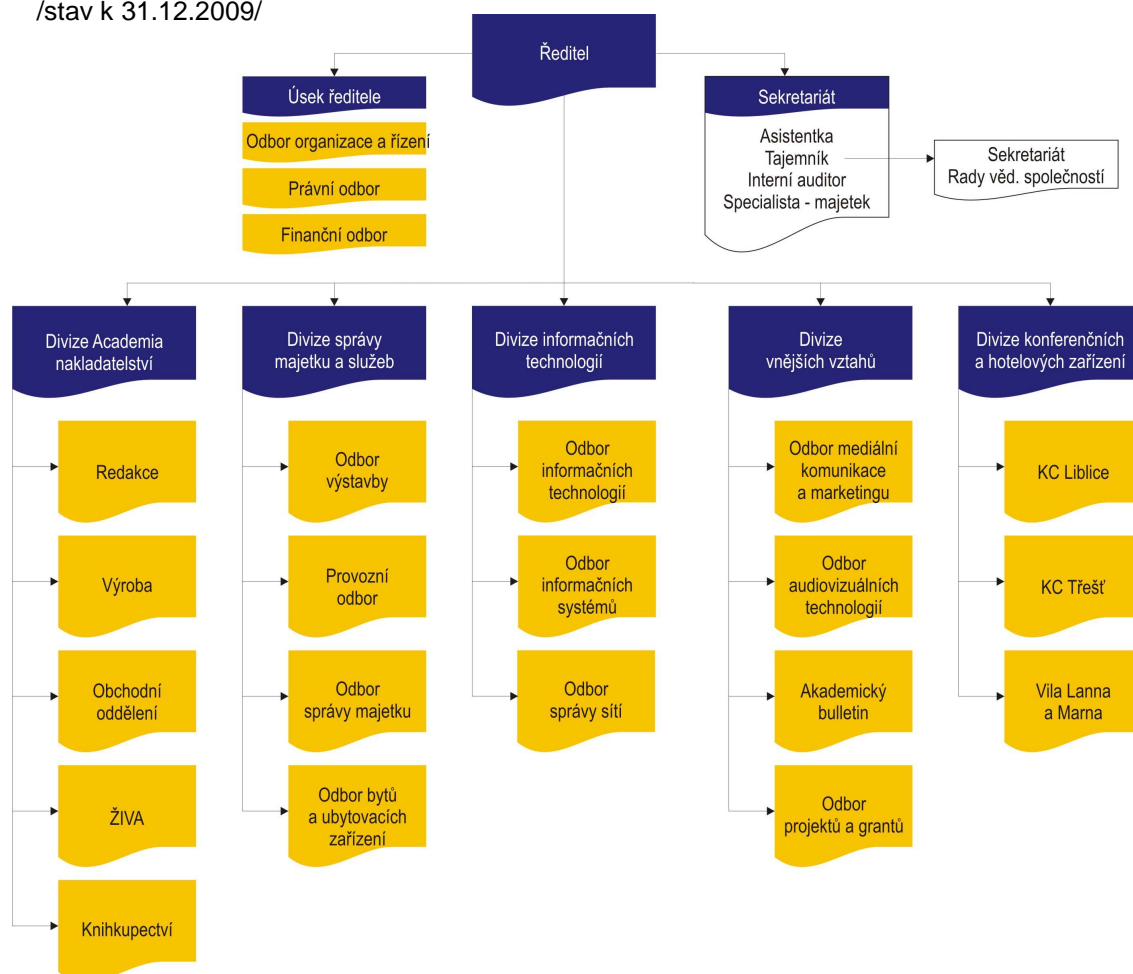 /stav k 31.12.2009/
Ředitel
Úsek ředitele
Odbor organizace a řízení
Právní odbor
Finanční odbor
Sekretariát
Asistentka
Tajemník
Interní auditor
Specialista - majetek
Sekretariát
Rady věd. společností
Divize Academia
nakladatelství
Redakce
Výroba
Obchodní
oddělení
ŽIVA
Knihkupectví
Divize správy
majetku a služeb
Odbor
výstavby
Provozní
odbor
Odbor
správy majetku
Odbor bytů
a ubytovacích
zařízení
Divize informačních
technologií
Odbor
informačních
technologií
Odbor
informačních
systémů
Odbor
správy sítí
Divize
vnějších vztahů
Odbor mediální
komunikace
a marketingu
Odbor
audiovizuálních
technologií
Akademický
bulletin
Odbor
projektů a grantů
Divize konferenčních
a hotelových zařízení
KC Liblice
KC Třešť
Vila Lanna
a Marna